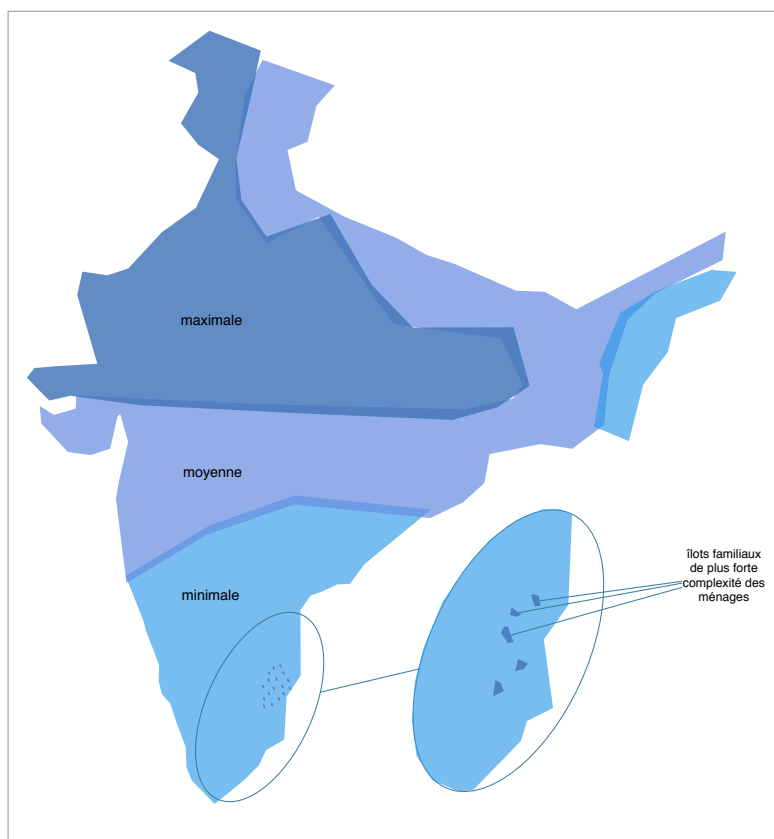 maximale
moyenne
minimale
îlots familiaux
de plus forte
complexité des
ménages